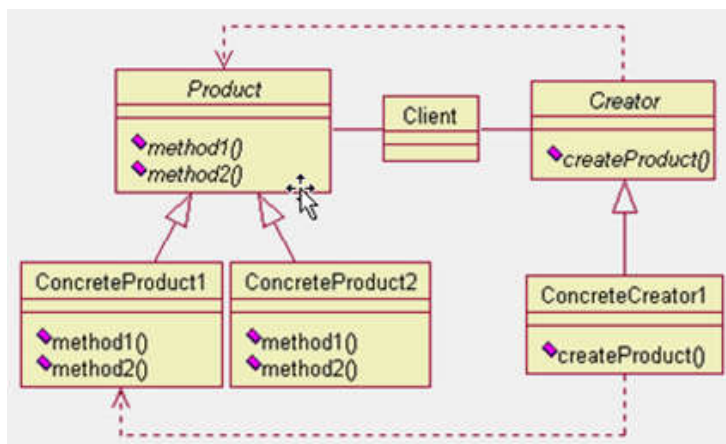 Product
method1()
method2()
Client
Creator
createProduct()
ConcreteProduct1
method1()
method2()
ConcreteProduct2
method1()
method2()
ConcreteCreator1
createProduct()